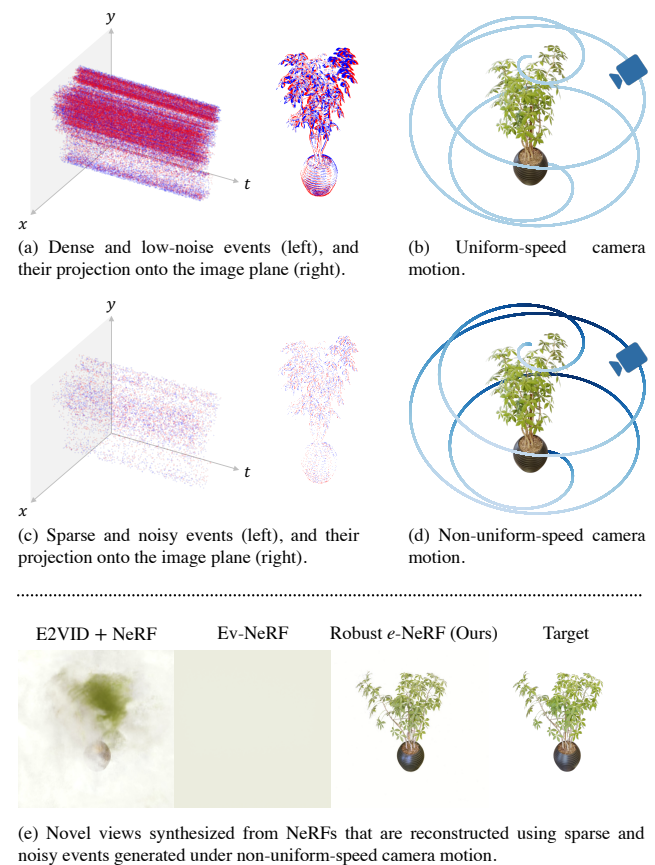 y
t
x
(a) Dense and low-noise events (left), and
their projection onto the image plane (right).
(b) Uniform-speed camera
motion.
y
t
x
(c) Sparse and noisy events (left), and their
projection onto the image plane (right).
(d) Non-uniform-speed camera
motion.
E2VID + NeRF Ev-NeRF Robust e-NeRF (Ours) Target
(e) Novel views synthesized from NeRFs that are reconstructed using sparse and
noisy events generated under non-uniform-speed camera motion.